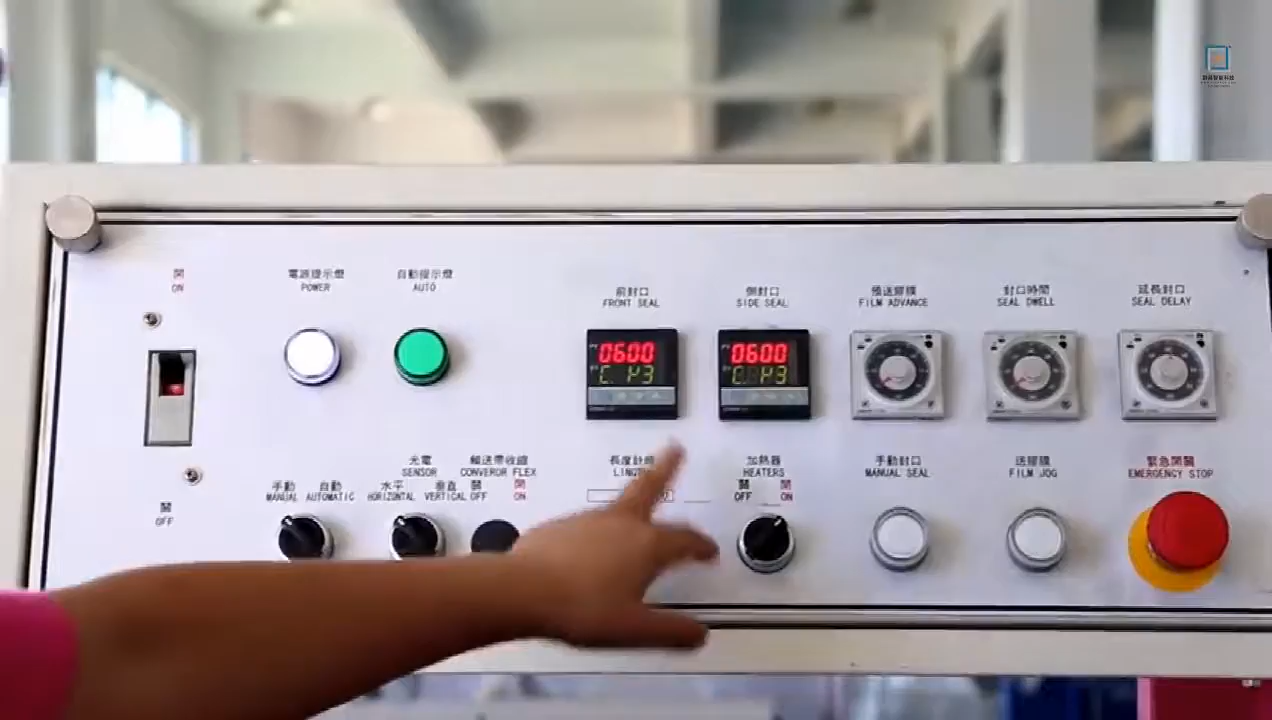 開
ON
電源提示燈
POWER
自動提示燈
AUTO
前封口
FRONT SEAL
側封口
SIDE SEAL
預送膠膜
FILM ADVANCE
封口時間
SEAL DWELL
延長封口
SEAL DELAY
0600
0600
關
OFF
手動 自動
MANUAL AUTOMATIC
光電
SENSOR
水平 垂直
HORIZONTAL VERTICAL
輸送帶收縮
CONVEROR FLEX
關 開
OFF ON
長度計
加熱器
HEATERS
關 開
OFF ON
手動封口
MANUAL SEAL
送膠膜
FILM JOG
緊急開關
EMERGENCY STOP